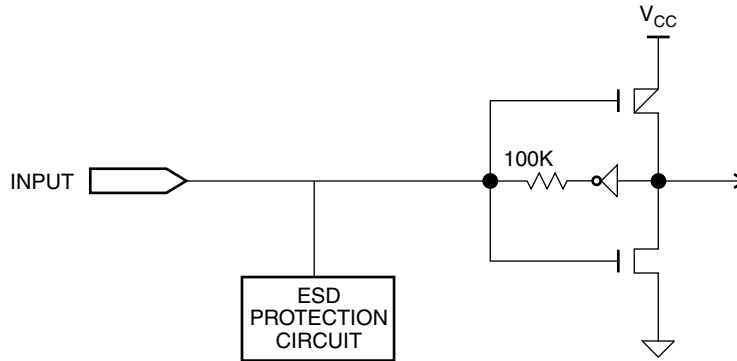 V_CC
100K
INPUT
ESD
PROTECTION
CIRCUIT